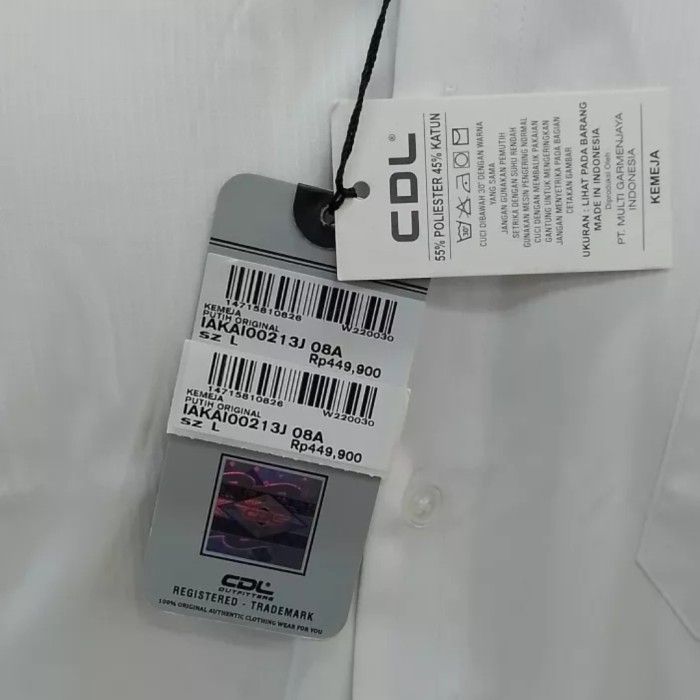 CDL®
55% POLIESTER 45% KATUN
30°
CUCI DIBAWAH 30° DENGAN WARNA
YANG SAMA
JANGAN GUNAKAN PEMUTIH
SETRIKA DENGAN SUHU RENDAH
GUNAKAN MESIN PENGERING NORMAL
CUCI DENGAN MEMBALIK PAKAIAN
GANTUNG UNTUK MENGERINGKAN
JANGAN MENYETRIKA PADA BAGIAN
CETAKAN GAMBAR
UKURAN : LIHAT PADA BARANG
MADE IN INDONESIA
Diproduksi Oleh:
PT. MULTI GARMENJAYA
INDONESIA
KEMEJA
14715810826 W220030
KEMEJA
PUTIH ORIGINAL
IAKAI00213J 08A
SZ L Rp449,900
14715810826 W220030
KEMEJA
PUTIH ORIGINAL
IAKAI00213J 08A
SZ L Rp449,900
CDL®
OUTFITTERS
REGISTERED - TRADEMARK
100% ORIGINAL AUTHENTIC CLOTHING WEAR FOR YOU